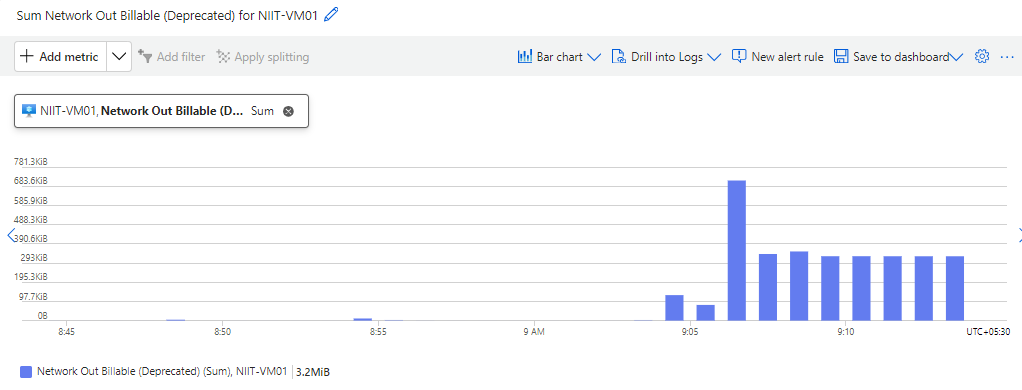 Sum Network Out Billable (Deprecated) for NIIT-VM01
Add metric Add filter Apply splitting Bar chart Drill into Logs New alert rule Save to dashboard
NIIT-VM01, Network Out Billable (D... Sum
781.3KiB
683.6KiB
585.9KiB
488.3KiB
390.6KiB
293KiB
195.3KiB
97.7KiB
0B
8:45 8:50 8:55 9 AM 9:05 9:10 UTC+05:30
Network Out Billable (Deprecated) (Sum), NIIT-VM01 3.2MiB